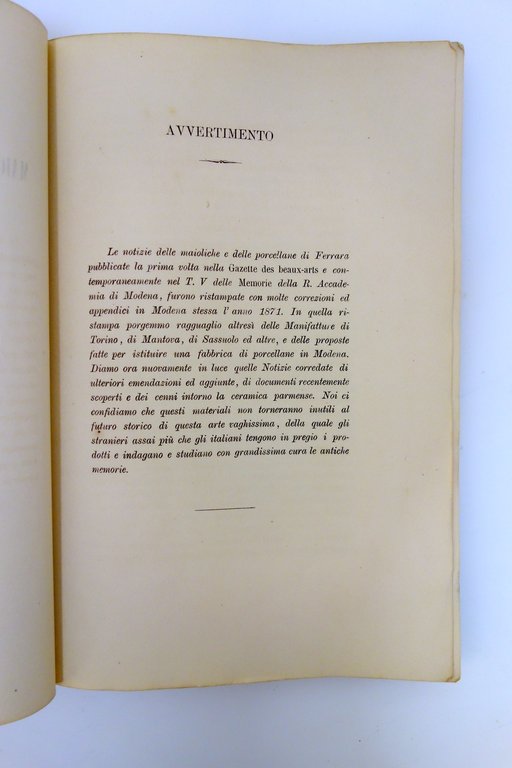 AVVERTIMENTO
Le notizie delle maioliche e delle porcellane di Ferrara
pubblicate la prima volta nella Gazette des beaux-arts e con-
temporaneamente nel T. V delle Memorie della R. Accade-
mia di Modena, furono ristampate con molte correzioni ed
appendici in Modena stessa l'anno 1871. In quella ri-
stampa porgemmo ragguaglio altresì delle Manifatture di
Torino, di Mantova, di Sassuolo ed altre, e delle proposte
fatte per istituire una fabbrica di porcellane in Modena.
Diamo ora nuovamente in luce quelle Notizie corredate di
ulteriori emendazioni ed aggiunte, di documenti recentemente
scoperti e dei cenni intorno la ceramica parmense. Noi ci
confidiamo che questi materiali non torneranno inutili al
futuro storico di questa arte vaghissima, della quale gli
stranieri assai più che gli italiani tengono in pregio i pro-
dotti e indagano e studiano con grandissima cura le antiche
memorie.